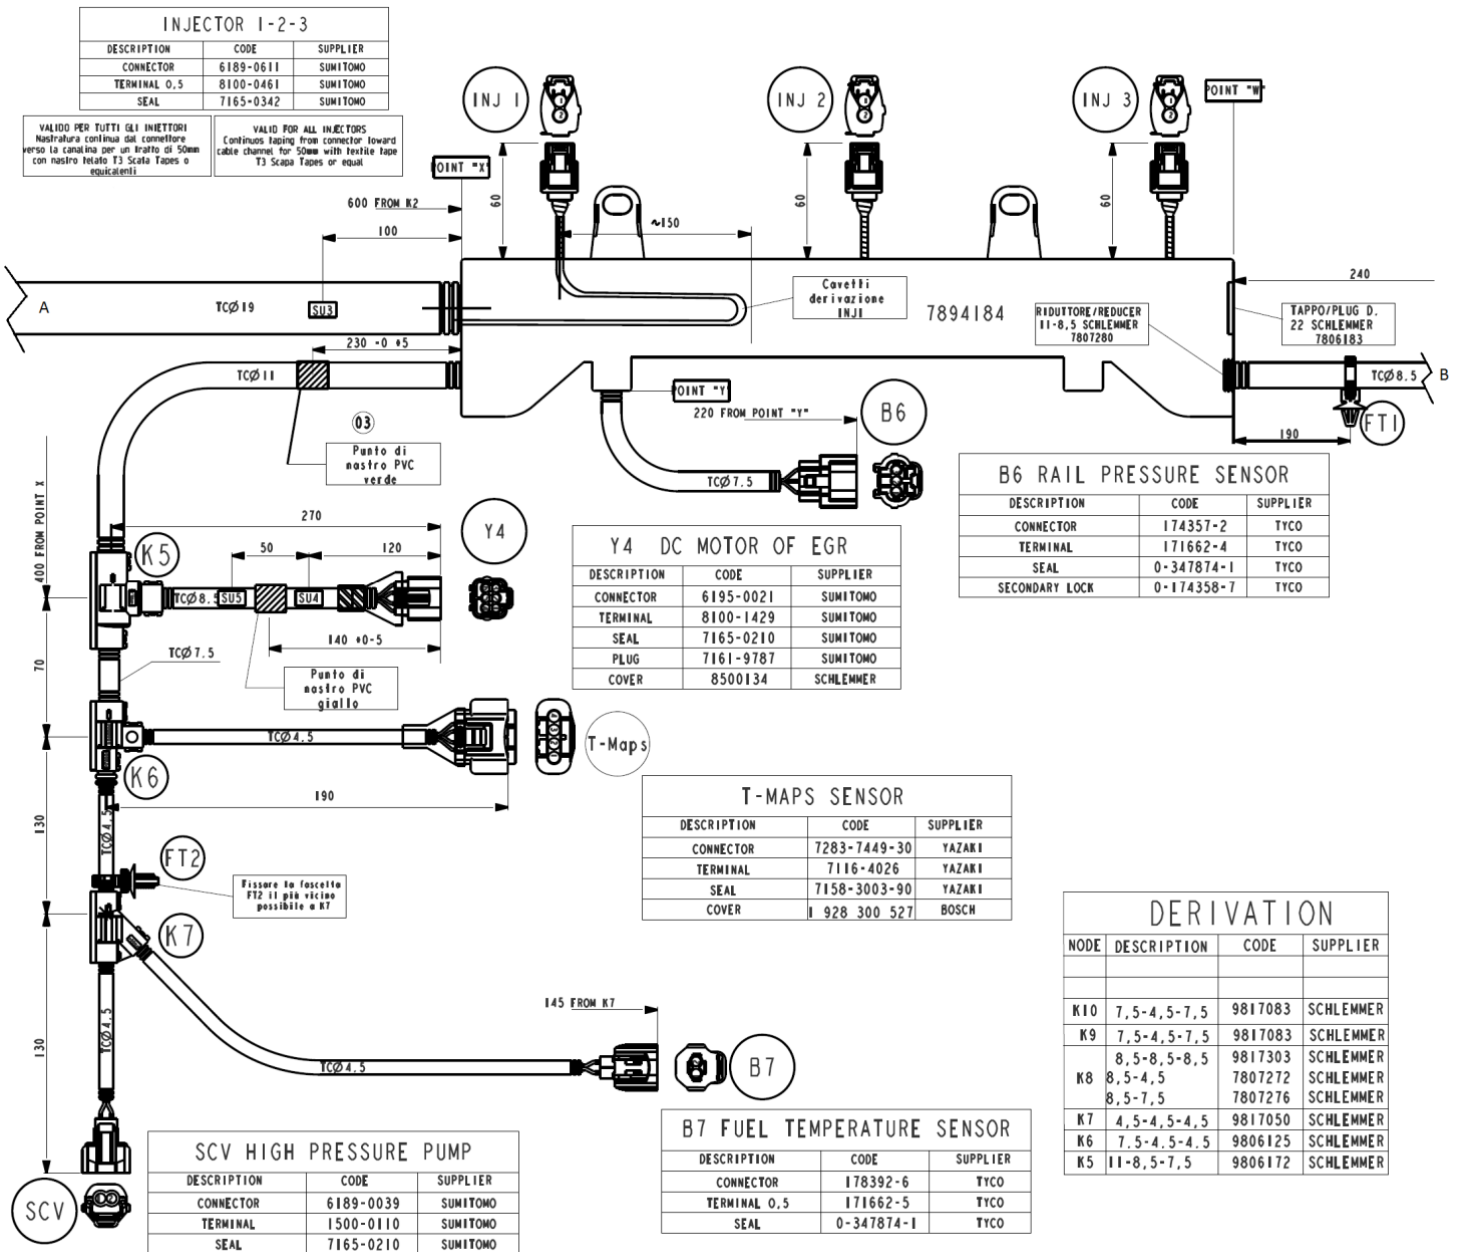 INJECTOR 1-2-3
DESCRIPTION CODE SUPPLIER
CONNECTOR 6189-0611 SUMITOMO
TERMINAL 0,5 8100-0461 SUMITOMO
SEAL 7165-0342 SUMITOMO
VALIDO PER TUTTI GLI INIETTORI
Nastratura continua dal connettore
verso la canalina per un tratto di 50mm
con nastro telato T3 Scata Tapes o
equicalenti
VALID FOR ALL INJECTORS
Continuos taping from connector toward
cable channel for 50mm with textile tape
T3 Scapa Tapes or equal
INJ 1
INJ 2
INJ 3
POINT "W"
POINT "X"
600 FROM K2
100
60
60
60
~150
240
A
TCØ19
SU3
Cavetti
derivazione
INJ1
7894184
RIDUTTORE/REDUCER
11-8,5 SCHLEMMER
7807280
TAPPO/PLUG D.
22 SCHLEMMER
7806183
230 -0 +5
TCØ11
TCØ8.5
B
POINT "Y"
220 FROM POINT "Y"
B6
190
FT1
03
Punto di
nastro PVC
verde
TCØ7.5
400 FROM POINT X
270
Y4
K5
50
120
TCØ8.5
SU5
SU4
140 +0-5
70
TCØ7.5
Punto di
nastro PVC
giallo
B6 RAIL PRESSURE SENSOR
DESCRIPTION CODE SUPPLIER
CONNECTOR 174357-2 TYCO
TERMINAL 171662-4 TYCO
SEAL 0-347874-1 TYCO
SECONDARY LOCK 0-174358-7 TYCO
Y4 DC MOTOR OF EGR
DESCRIPTION CODE SUPPLIER
CONNECTOR 6195-0021 SUMITOMO
TERMINAL 8100-1429 SUMITOMO
SEAL 7165-0210 SUMITOMO
PLUG 7161-9787 SUMITOMO
COVER 8500134 SCHLEMMER
TCØ4.5
T-Maps
K6
190
130
TCØ4.5
FT2
Fissare la fascetta
FT2 il più vicino
possibile a K7
T-MAPS SENSOR
DESCRIPTION CODE SUPPLIER
CONNECTOR 7283-7449-30 YAZAKI
TERMINAL 7116-4026 YAZAKI
SEAL 7158-3003-90 YAZAKI
COVER 1 928 300 527 BOSCH
K7
145 FROM K7
130
TCØ4.5
TCØ4.5
B7
DERIVATION
NODE DESCRIPTION CODE SUPPLIER
K10 7,5-4,5-7,5 9817083 SCHLEMMER
K9 7,5-4,5-7,5 9817083 SCHLEMMER
8,5-8,5-8,5 9817303 SCHLEMMER
K8 8,5-4,5 7807272 SCHLEMMER
8,5-7,5 7807276 SCHLEMMER
K7 4,5-4,5-4,5 9817050 SCHLEMMER
K6 7.5-4.5-4.5 9806125 SCHLEMMER
K5 11-8,5-7,5 9806172 SCHLEMMER
SCV
SCV HIGH PRESSURE PUMP
DESCRIPTION CODE SUPPLIER
CONNECTOR 6189-0039 SUMITOMO
TERMINAL 1500-0110 SUMITOMO
SEAL 7165-0210 SUMITOMO
B7 FUEL TEMPERATURE SENSOR
DESCRIPTION CODE SUPPLIER
CONNECTOR 178392-6 TYCO
TERMINAL 0,5 171662-5 TYCO
SEAL 0-347874-1 TYCO